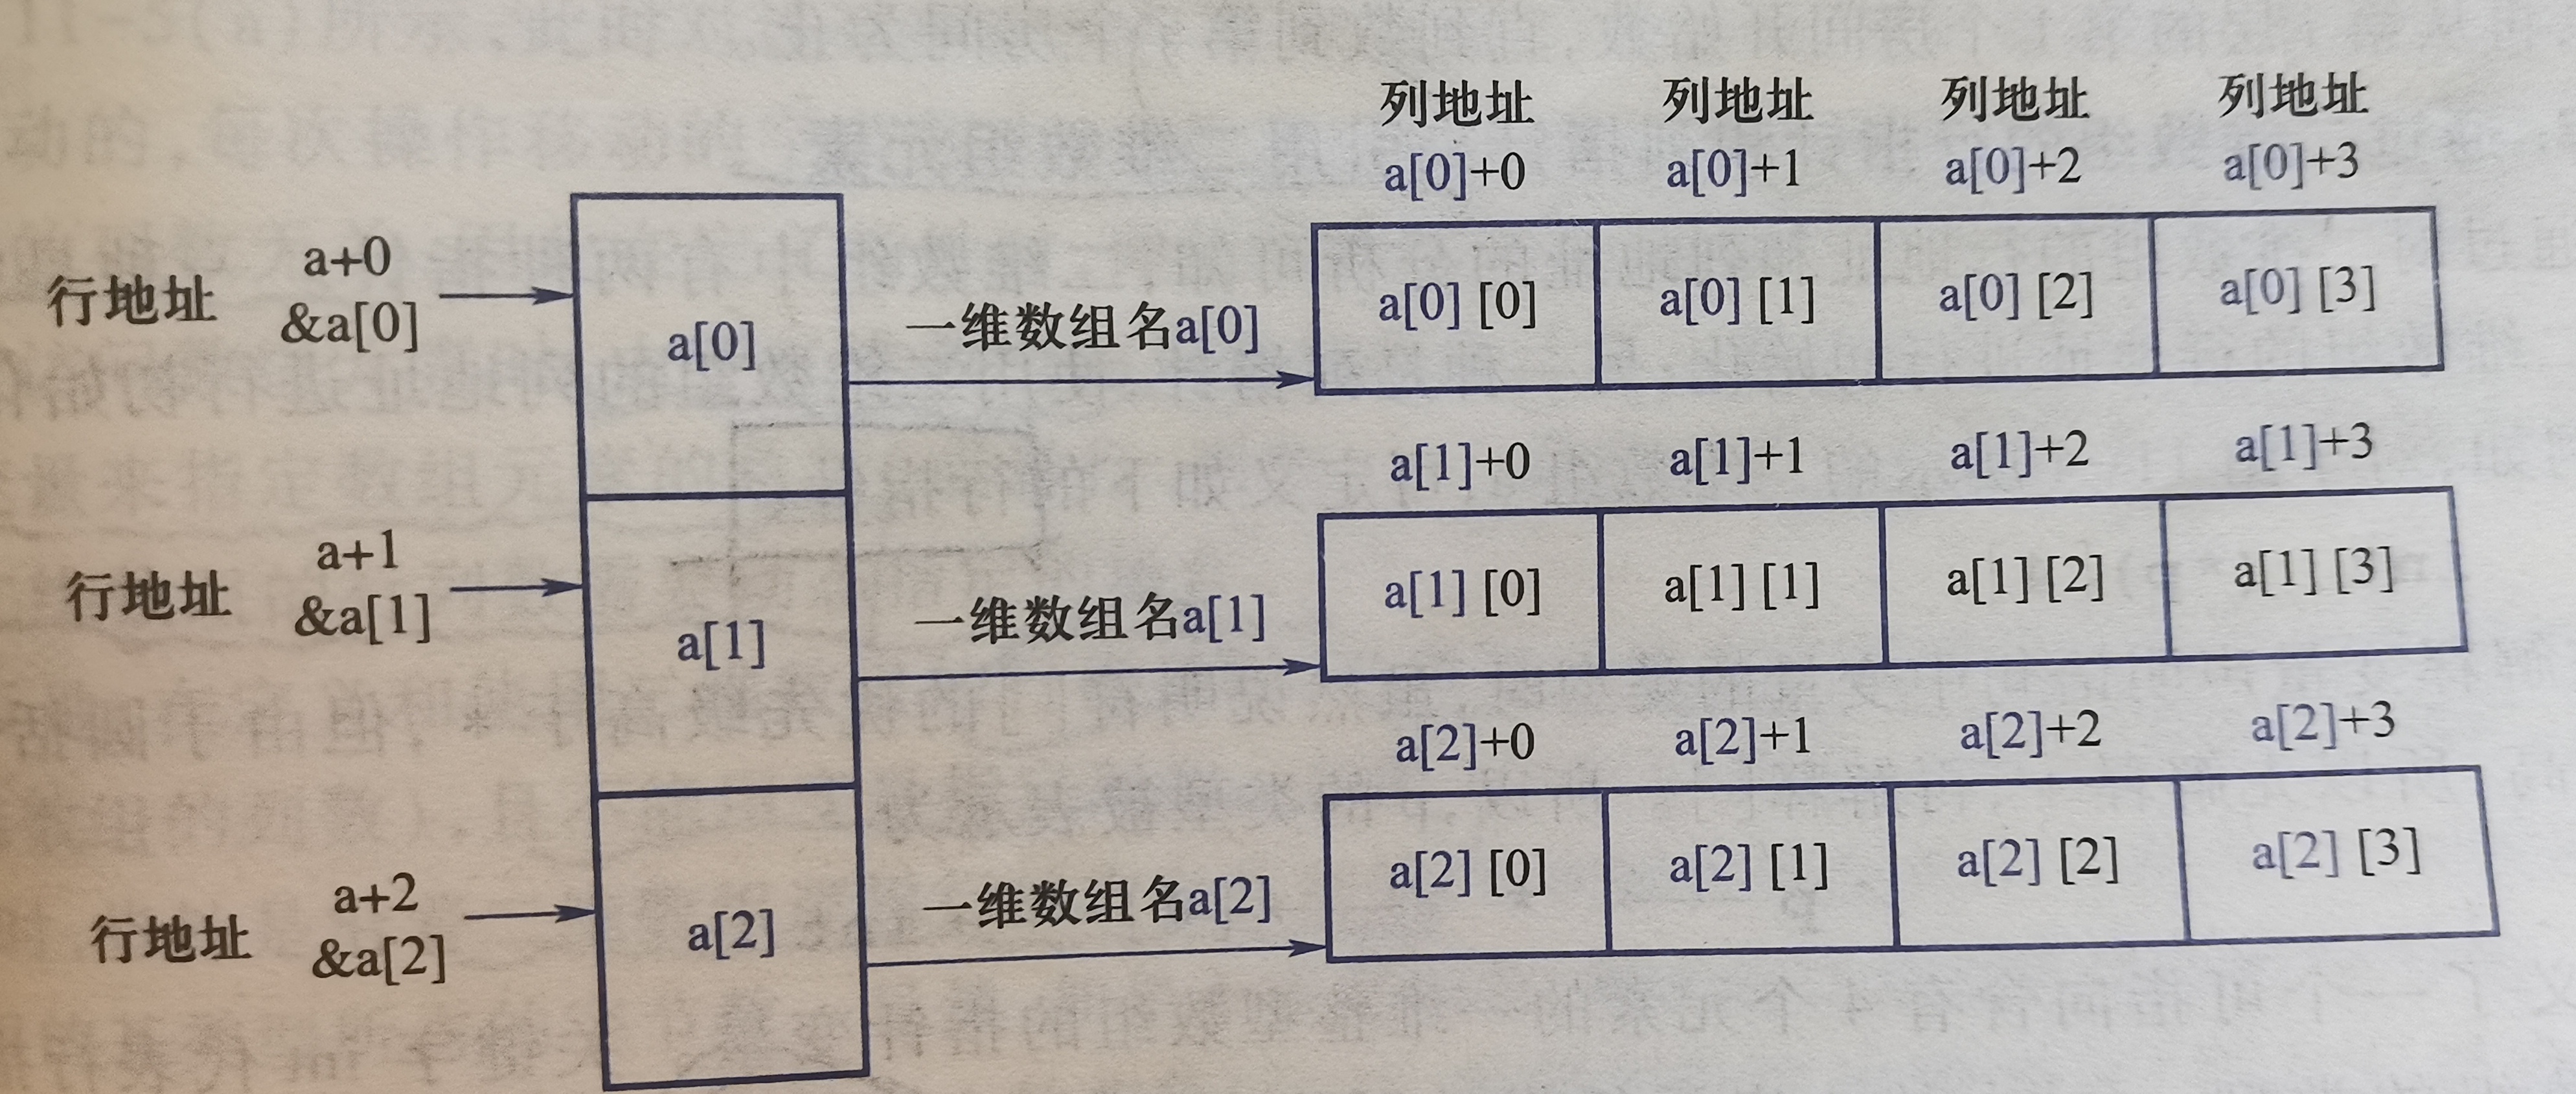 列地址 列地址 列地址 列地址
a[0]+0 a[0]+1 a[0]+2 a[0]+3
行地址 a+0
&a[0]
a[0]
一维数组名a[0]
a[0] [0] a[0] [1] a[0] [2] a[0] [3]
a[1]+0 a[1]+1 a[1]+2 a[1]+3
行地址 a+1
&a[1]
a[1]
一维数组名a[1]
a[1] [0] a[1] [1] a[1] [2] a[1] [3]
a[2]+0 a[2]+1 a[2]+2 a[2]+3
行地址 a+2
&a[2]
a[2]
一维数组名a[2]
a[2] [0] a[2] [1] a[2] [2] a[2] [3]